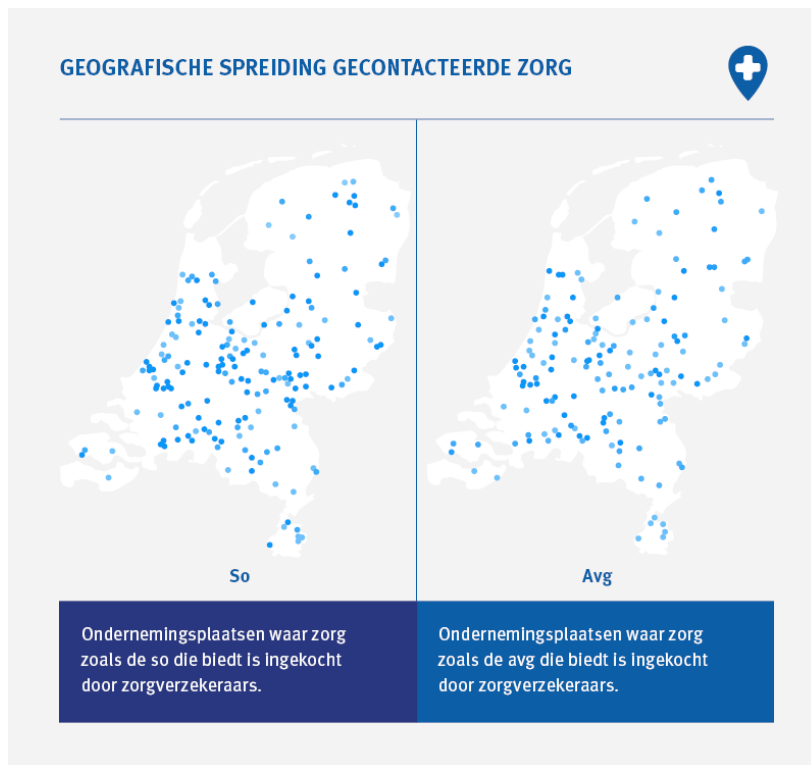 GEOGRAFISCHE SPREIDING GECONTACTEERDE ZORG
So
Avg
Ondernemingsplaatsen waar zorg
zoals de so die biedt is ingekocht
door zorgverzekeraars.
Ondernemingsplaatsen waar zorg
zoals de avg die biedt is ingekocht
door zorgverzekeraars.